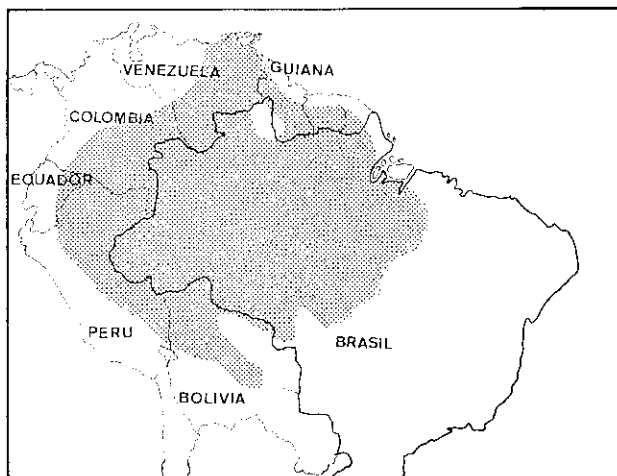 VENEZUELA
GUIANA
COLOMBIA
EQUADOR
PERU
BRASIL
BOLIVIA